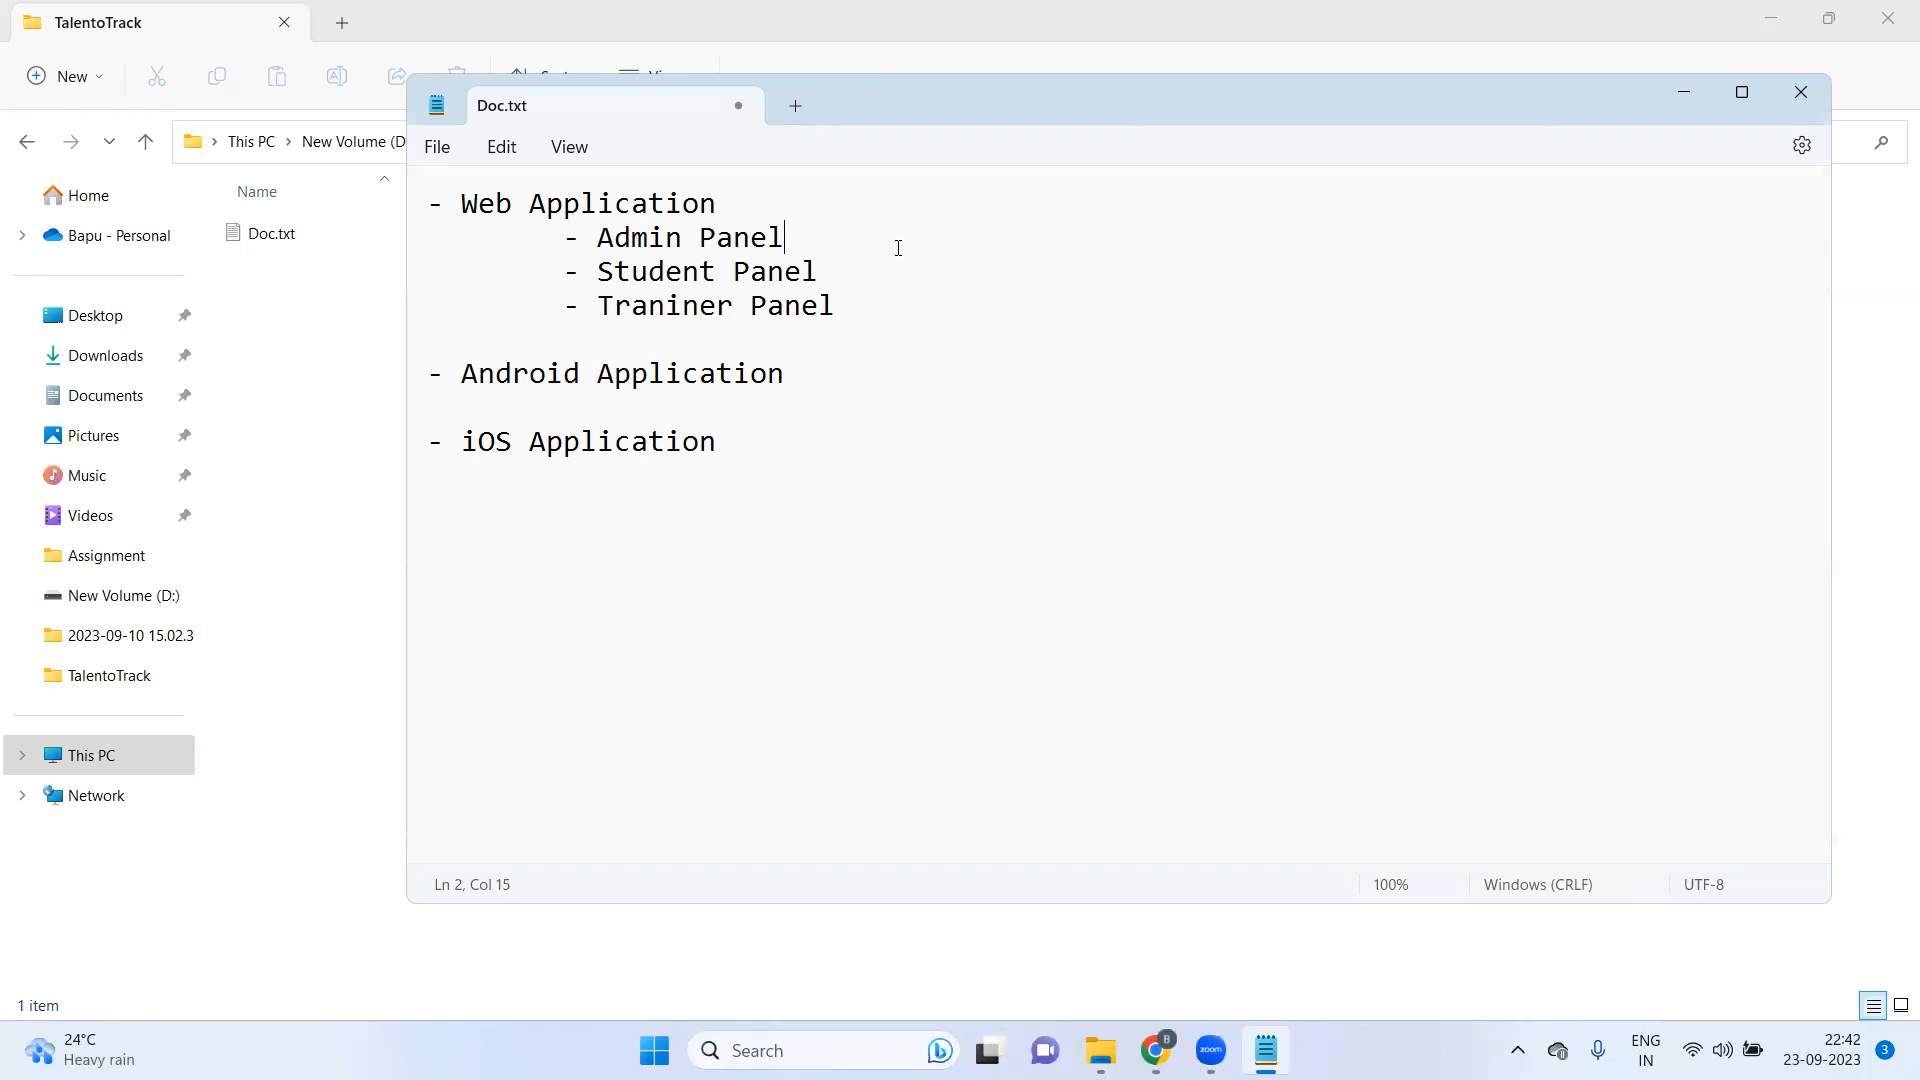 TalentoTrack
New
Doc.txt
This PC
New Volume (D
File
Edit
View
Home
Bapu - Personal
Desktop
Downloads
Documents
Pictures
Music
Videos
Assignment
New Volume (D:)
2023-09-10 15.02.3
TalentoTrack
This PC
Network
Name
Doc.txt
- Web Application
- Admin Panel
- Student Panel
- Traniner Panel
- Android Application
- iOS Application
Ln 2, Col 15
100%
Windows (CRLF)
UTF-8
1 item
24°C
Heavy rain
Search
B
zoom
ENG
IN
22:42
23-09-2023
3